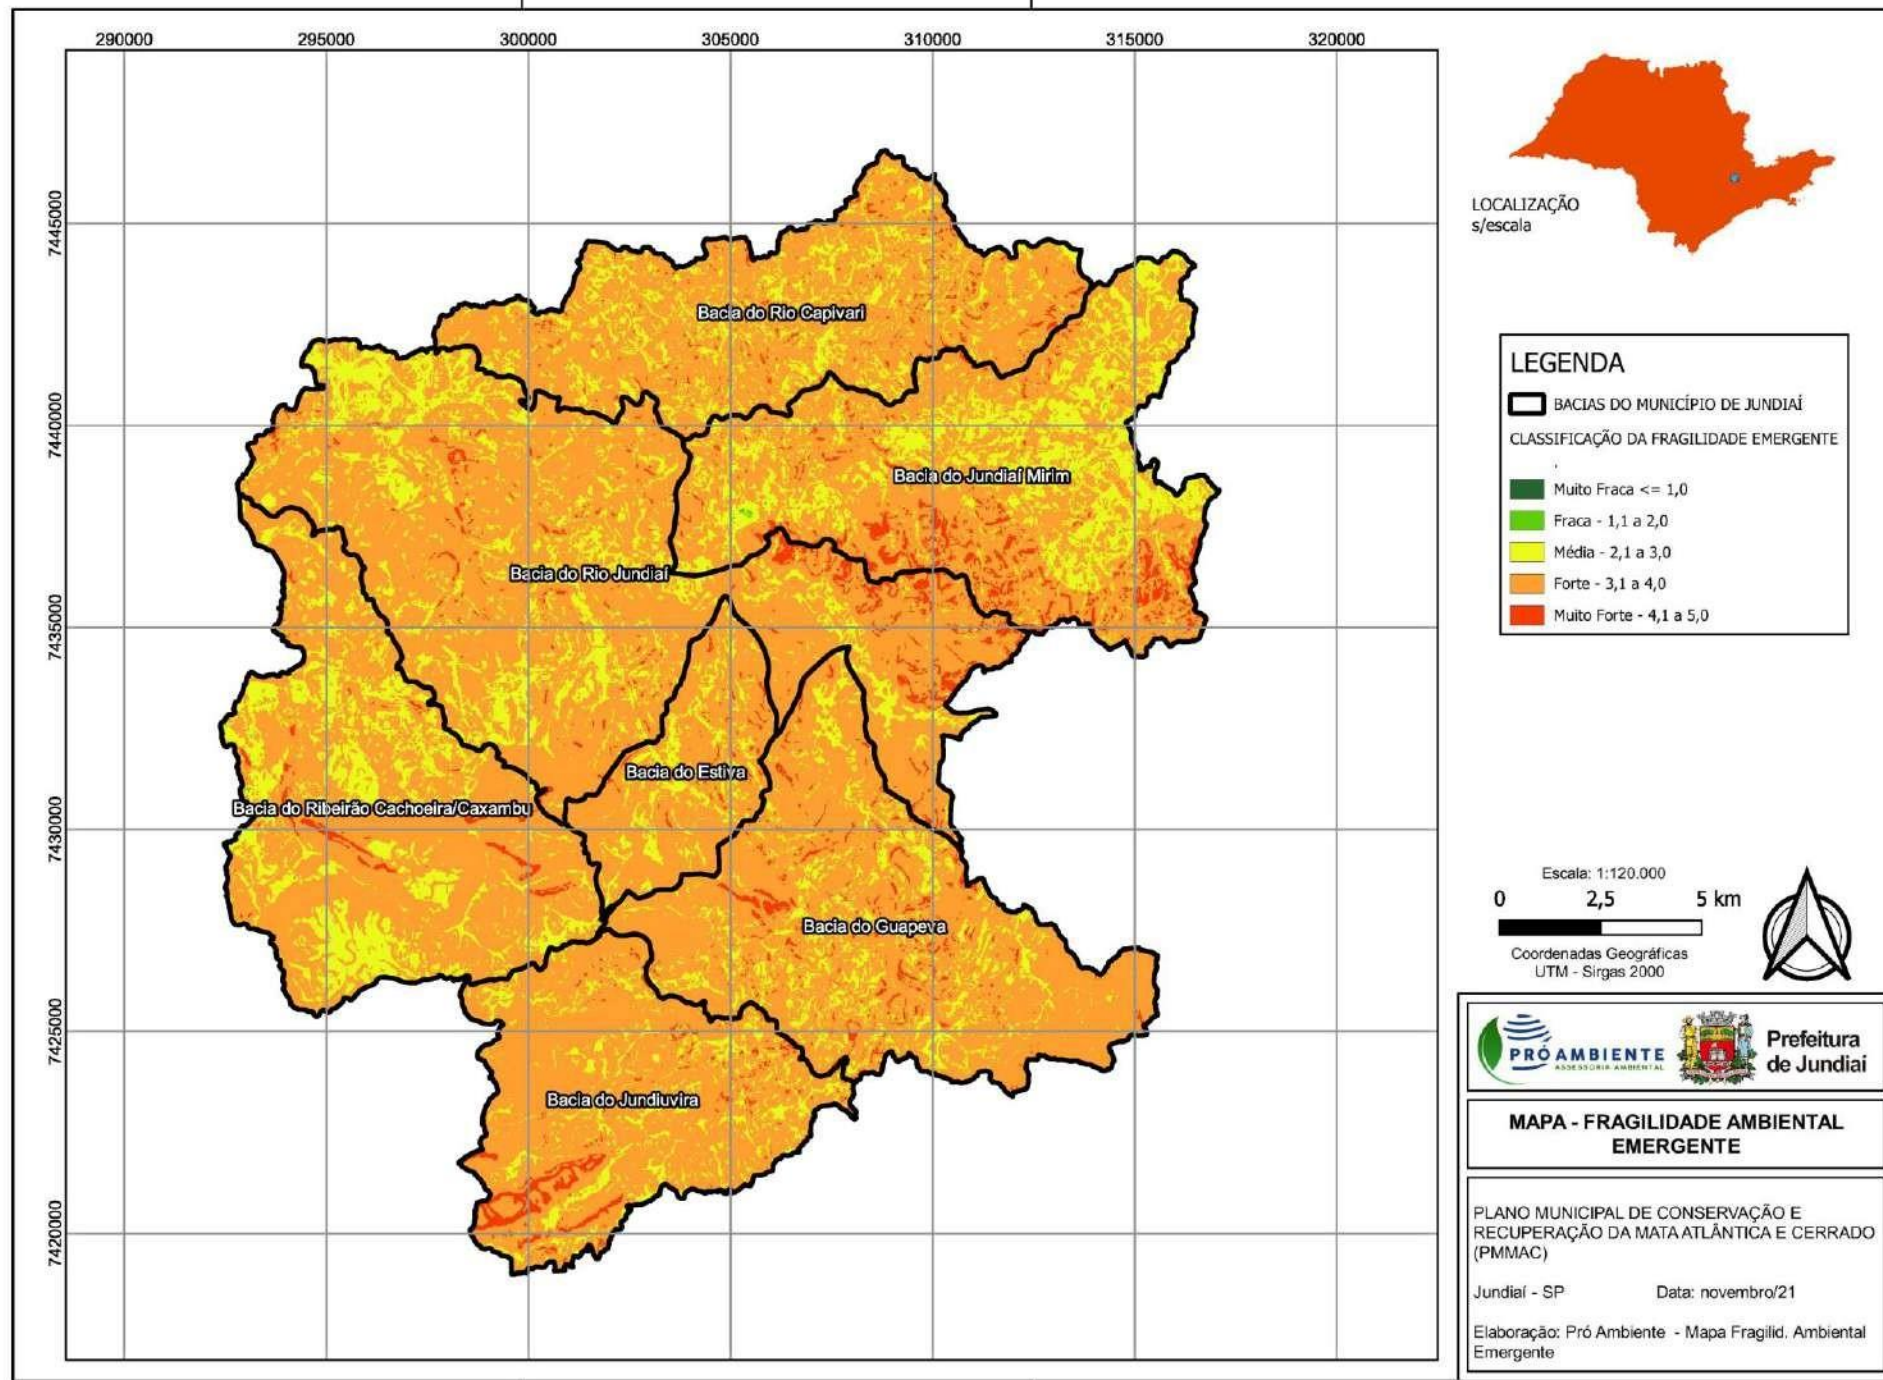 290000 295000 300000 305000 310000 315000 320000
7445000
7440000
7435000
7430000
7425000
7420000
Bacia do Rio Capivari
Bacia do Jundiaí Mirim
Bacia do Rio Jundiaí
Bacia do Estiva
Bacia do Ribeirão Cachoeira/Caxambu
Bacia do Guapeva
Bacia do Jundiuvira
LOCALIZAÇÃO
s/escala
LEGENDA
BACIAS DO MUNICÍPIO DE JUNDIAÍ
CLASSIFICAÇÃO DA FRAGILIDADE EMERGENTE
Muito Fraca <= 1,0
Fraca - 1,1 a 2,0
Média - 2,1 a 3,0
Forte - 3,1 a 4,0
Muito Forte - 4,1 a 5,0
Escala: 1:120.000
0 2,5 5 km
Coordenadas Geográficas
UTM - Sirgas 2000
PRÓAMBIENTE
ASSESSORIA AMBIENTAL
Prefeitura
de Jundiaí
MAPA - FRAGILIDADE AMBIENTAL
EMERGENTE
PLANO MUNICIPAL DE CONSERVAÇÃO E
RECUPERAÇÃO DA MATA ATLÂNTICA E CERRADO
(PMMAC)
Jundiaí - SP Data: novembro/21
Elaboração: Pró Ambiente - Mapa Fragilid. Ambiental
Emergente